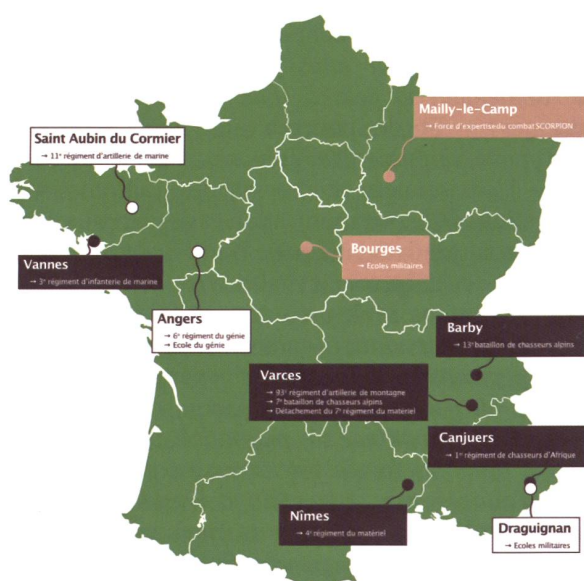 Mailly-le-Camp
→ Force d'expertise du combat SCORPION
Saint Aubin du Cormier
→ 11e régiment d'artillerie de marine
Vannes
→ 3e régiment d'infanterie de marine
Bourges
→ Ecoles militaires
Angers
→ 6e régiment du génie
→ Ecole du génie
Barby
→ 13e bataillon de chasseurs alpins
Varces
→ 93e régiment d'artillerie de montagne
→ 7e bataillon de chasseurs alpins
→ Détachement du 7e régiment du matériel
Canjuers
→ 1er régiment de chasseurs d'Afrique
Nîmes
→ 4e régiment du matériel
Draguignan
→ Ecoles militaires